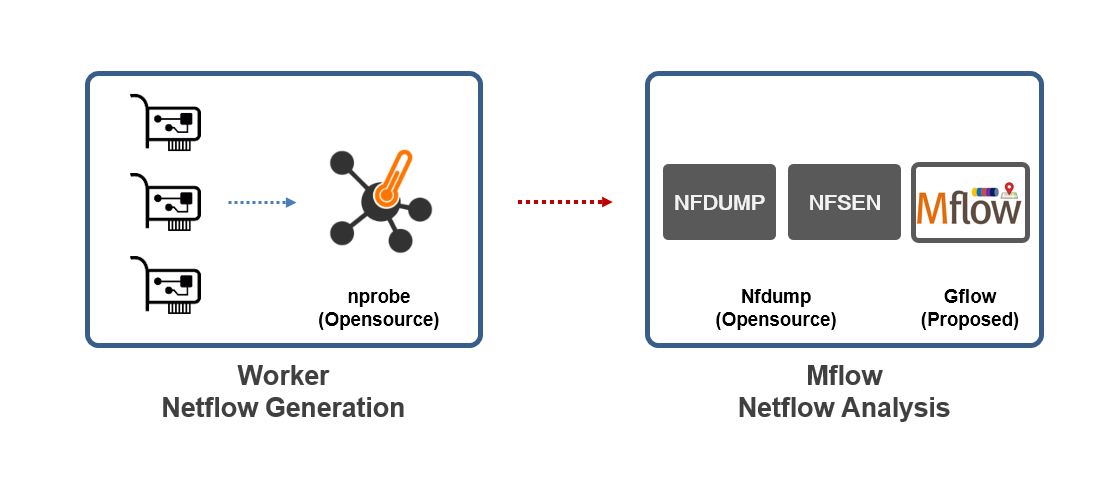 NFDUMP
NFSEN
Mflow
nprobe
(Opensource)
Nfdump
(Opensource)
Gflow
(Proposed)
Worker
Netflow Generation
Mflow
Netflow Analysis